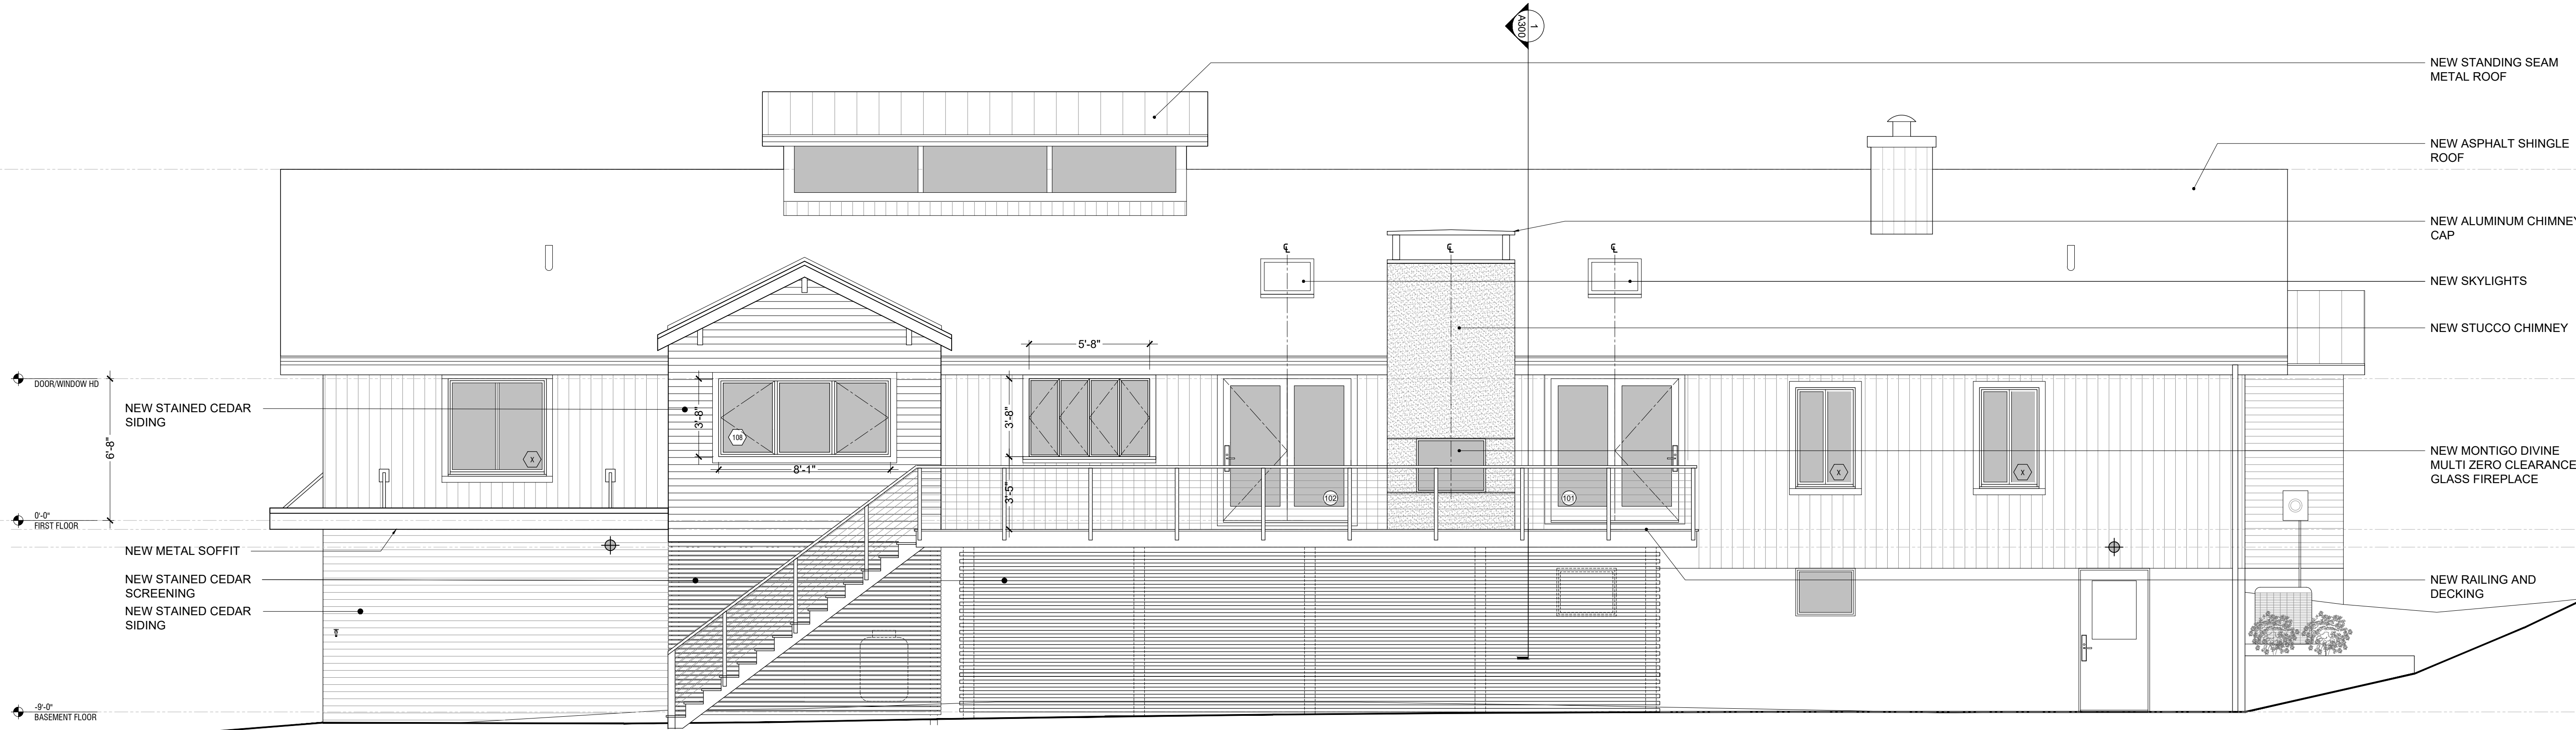 1
A300
NEW STANDING SEAM
METAL ROOF
NEW ASPHALT SHINGLE
ROOF
NEW ALUMINUM CHIMNEY
CAP
NEW SKYLIGHTS
NEW STUCCO CHIMNEY
NEW MONTIGO DIVINE
MULTI ZERO CLEARANCE
GLASS FIREPLACE
NEW RAILING AND
DECKING
DOOR/WINDOW HD
6'-8"
0'-0"
FIRST FLOOR
-9'-0"
BASEMENT FLOOR
NEW STAINED CEDAR
SIDING
NEW METAL SOFFIT
NEW STAINED CEDAR
SCREENING
NEW STAINED CEDAR
SIDING
X
3'-8"
108
8'-1"
5'-8"
3'-8"
3'-5"
℄
℄
℄
102
101
X
X